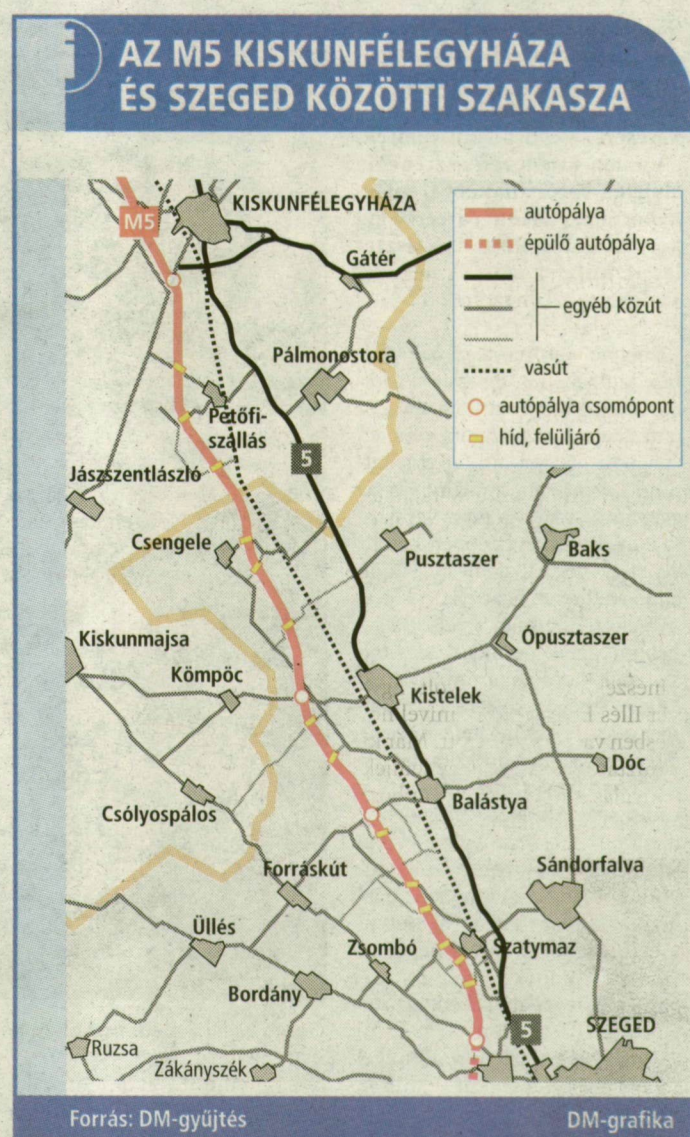 i
AZ M5 KISKUNFÉLEGYHÁZA
ÉS SZEGED KÖZÖTTI SZAKASZA
M5
KISKUNFÉLEGYHÁZA
Gátér
autópálya
épülő autópálya
egyéb közút
vasút
autópálya csomópont
híd, felüljáró
Pálmonostora
Petőfi-
szállás
5
Jászszentlászló
Csengele
Pusztaszer
Baks
Kiskunmajsa
Kömpöc
Ópusztaszer
Kistelek
Dóc
Csólyospálos
Balástya
Forráskút
Sándorfalva
Üllés
Zsombó
Szatymaz
Bordány
5
SZEGED
Ruzsa
Zákányszék
Forrás: DM-gyűjtés
DM-grafika